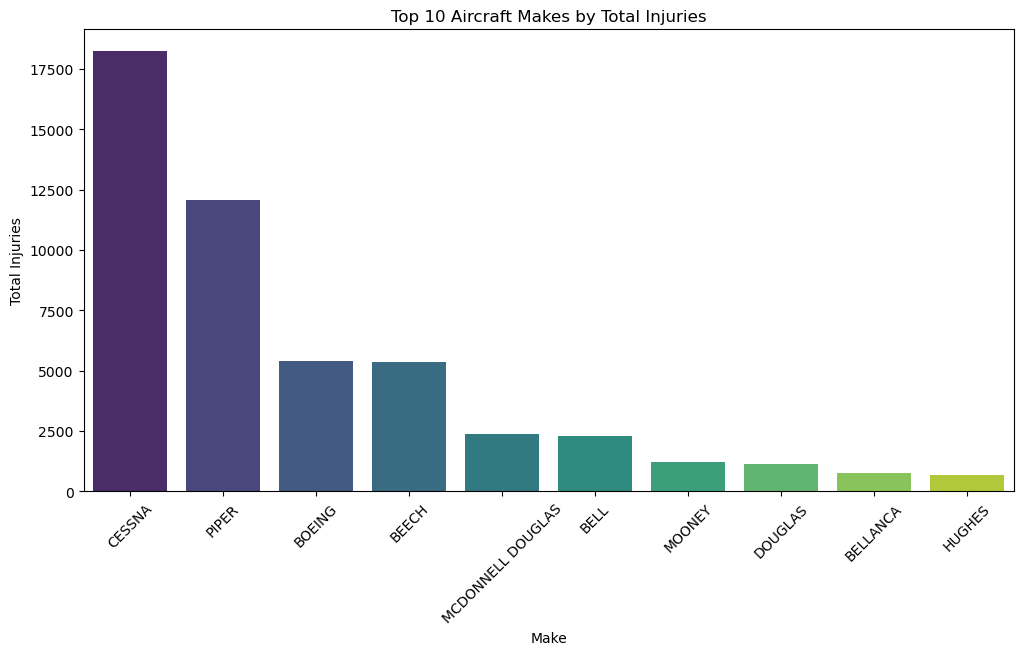 Top 10 Aircraft Makes by Total Injuries
Total Injuries
17500
15000
12500
10000
7500
5000
2500
0
CESSNA
PIPER
BOEING
BEECH
MCDONNELL DOUGLAS
BELL
MOONEY
DOUGLAS
BELLANCA
HUGHES
Make